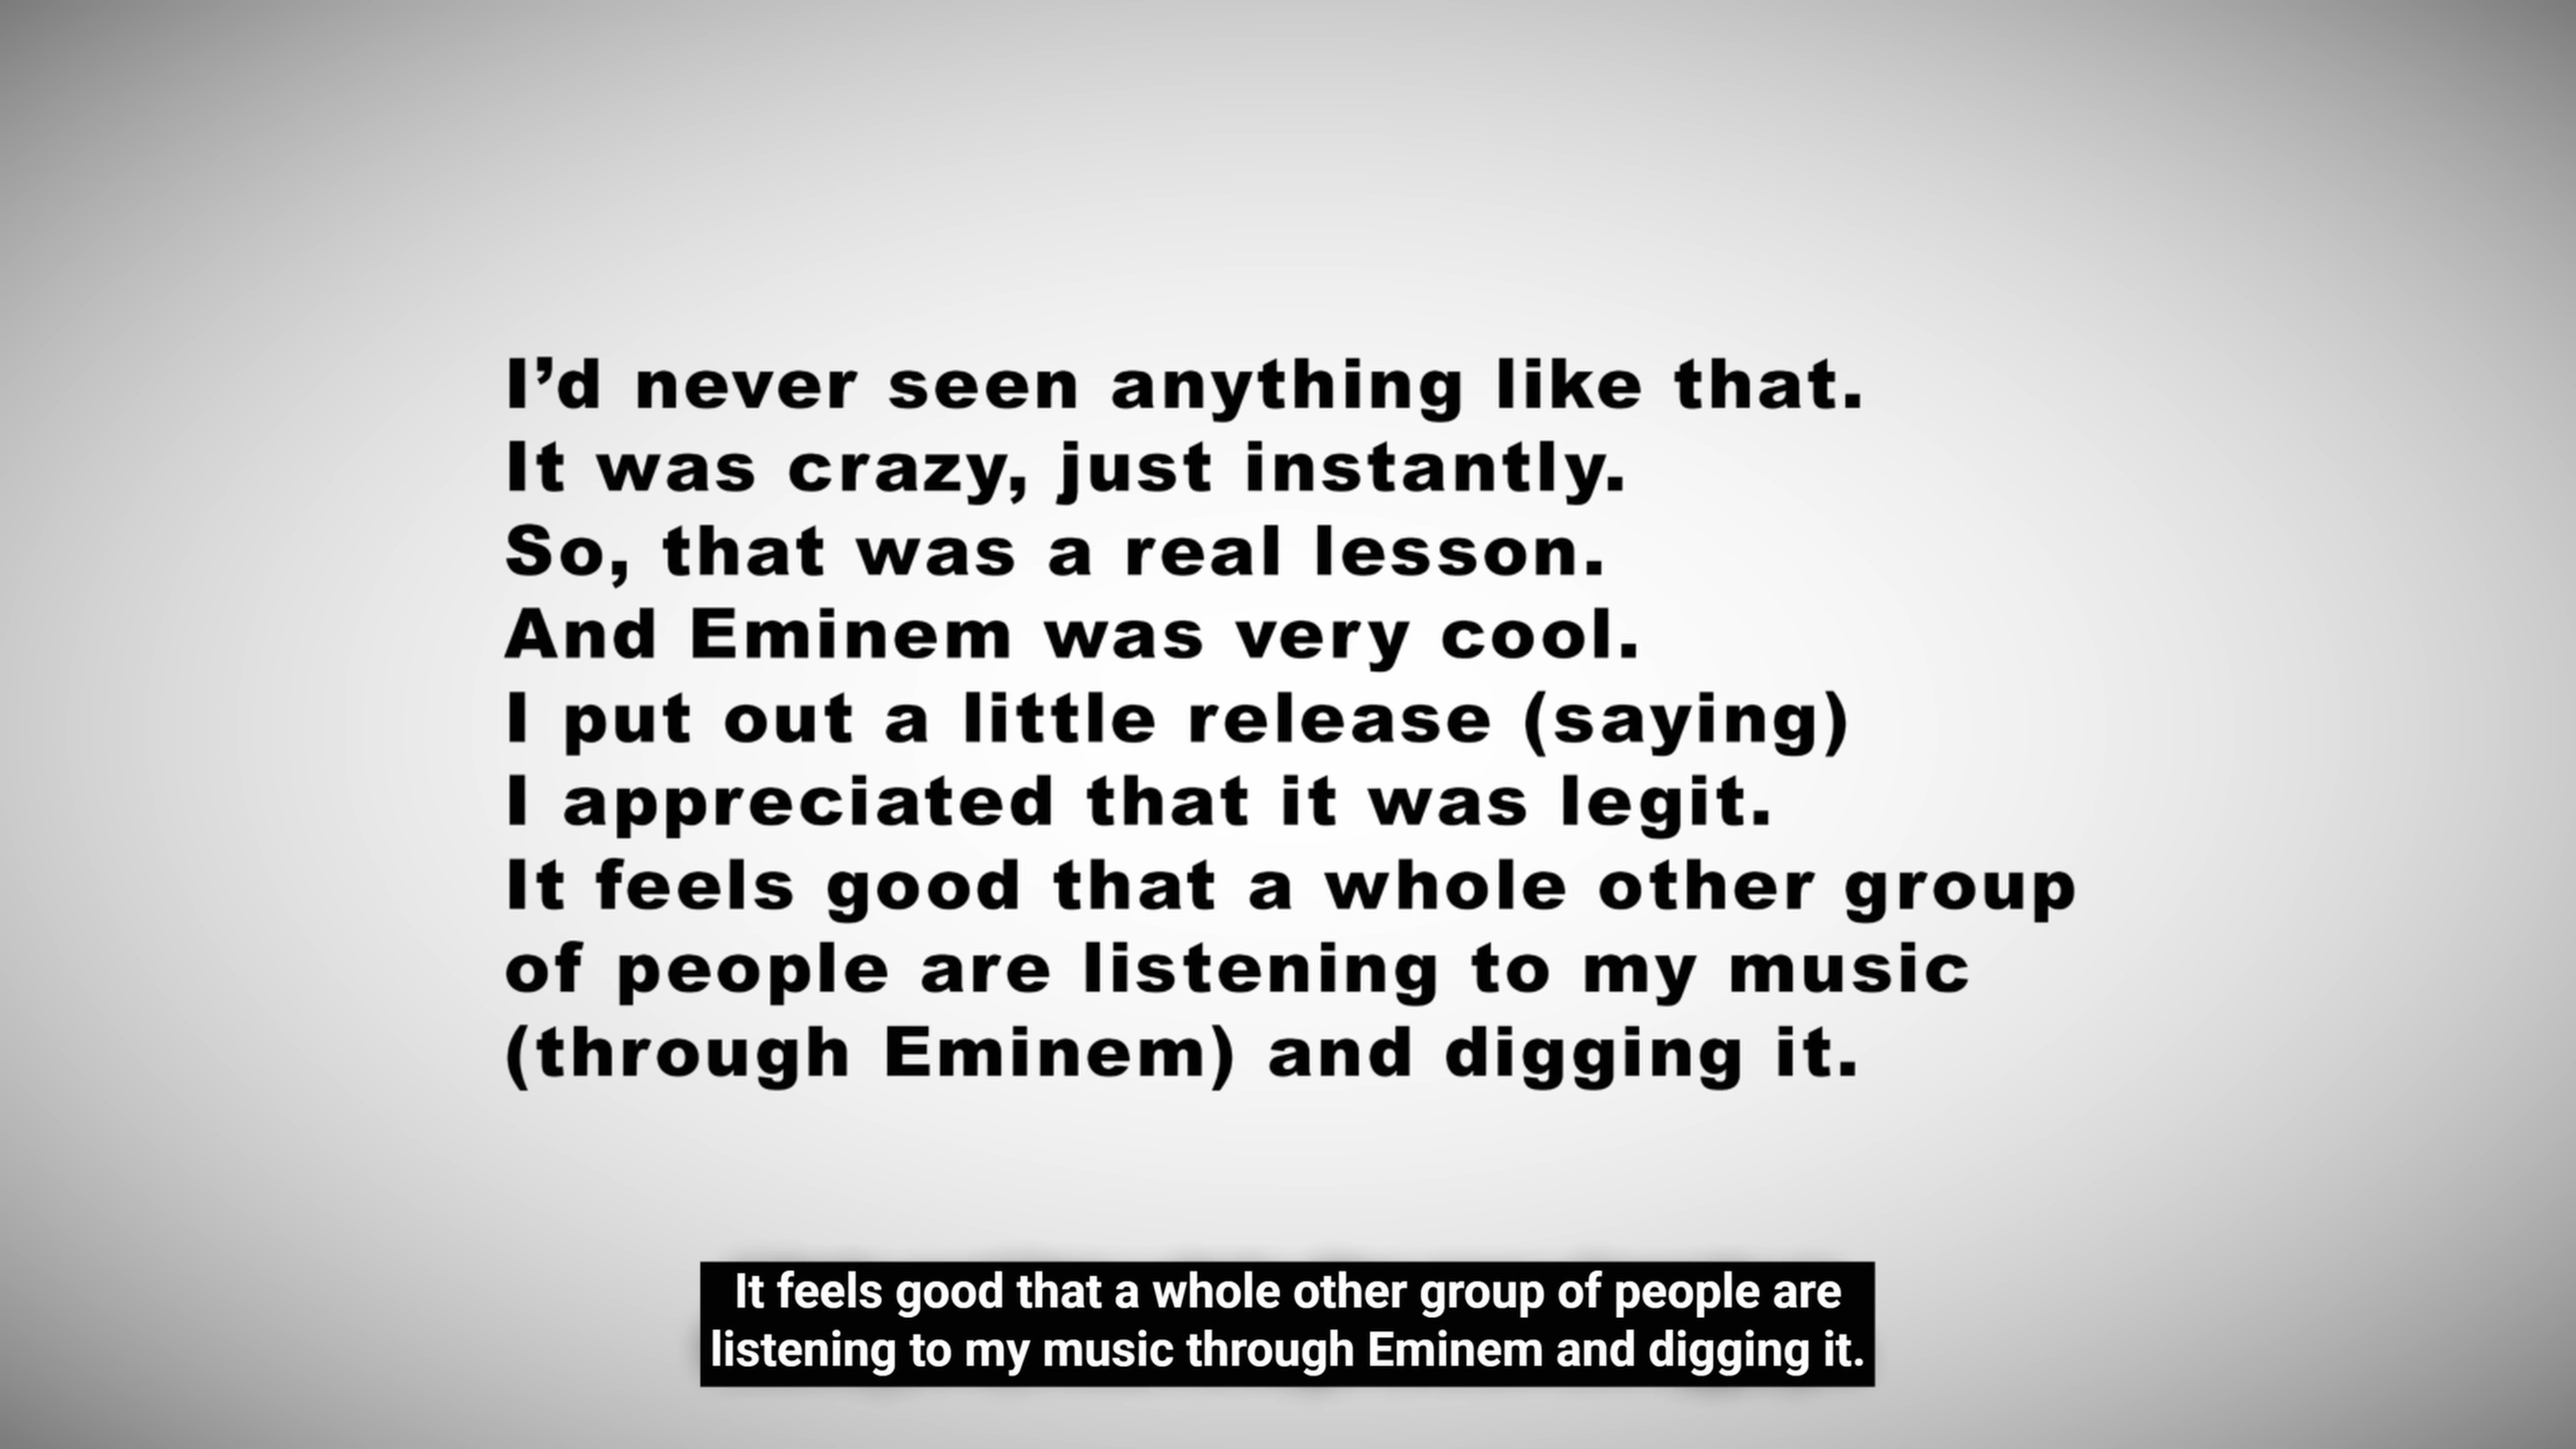 I’d never seen anything like that.
It was crazy, just instantly.
So, that was a real lesson.
And Eminem was very cool.
I put out a little release (saying)
I appreciated that it was legit.
It feels good that a whole other group
of people are listening to my music
(through Eminem) and digging it.
It feels good that a whole other group of people are
listening to my music through Eminem and digging it.